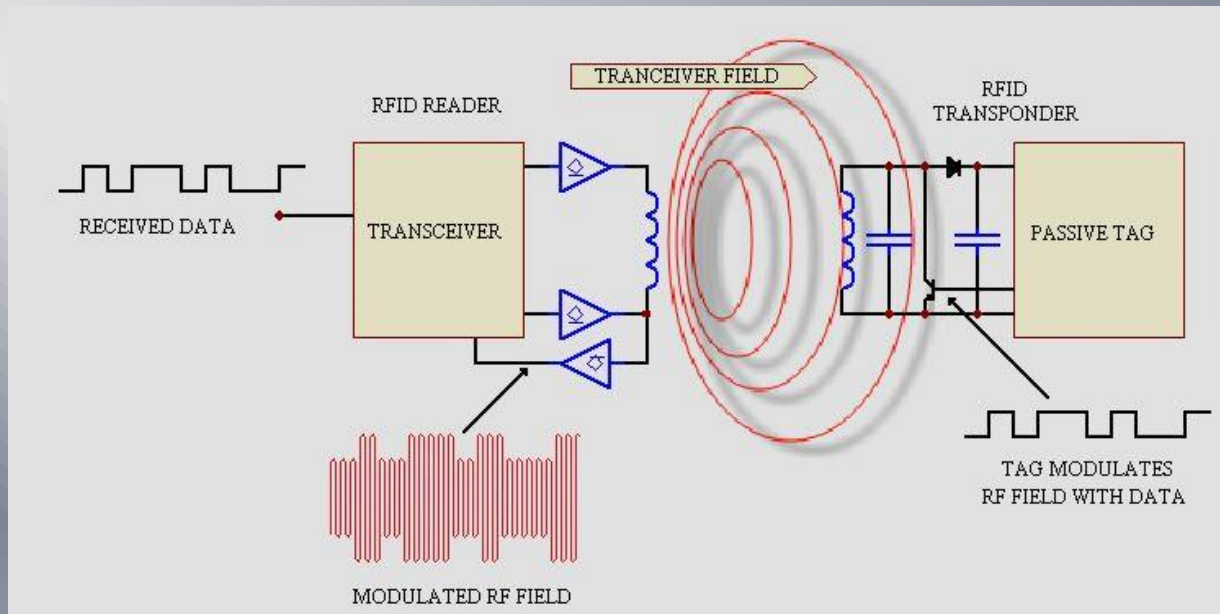 TRANCEIVER FIELD
RFID READER
RFID
TRANSPONDER
RECEIVED DATA
TRANSCEIVER
PASSIVE TAG
TAG MODULATES
RF FIELD WITH DATA
MODULATED RF FIELD